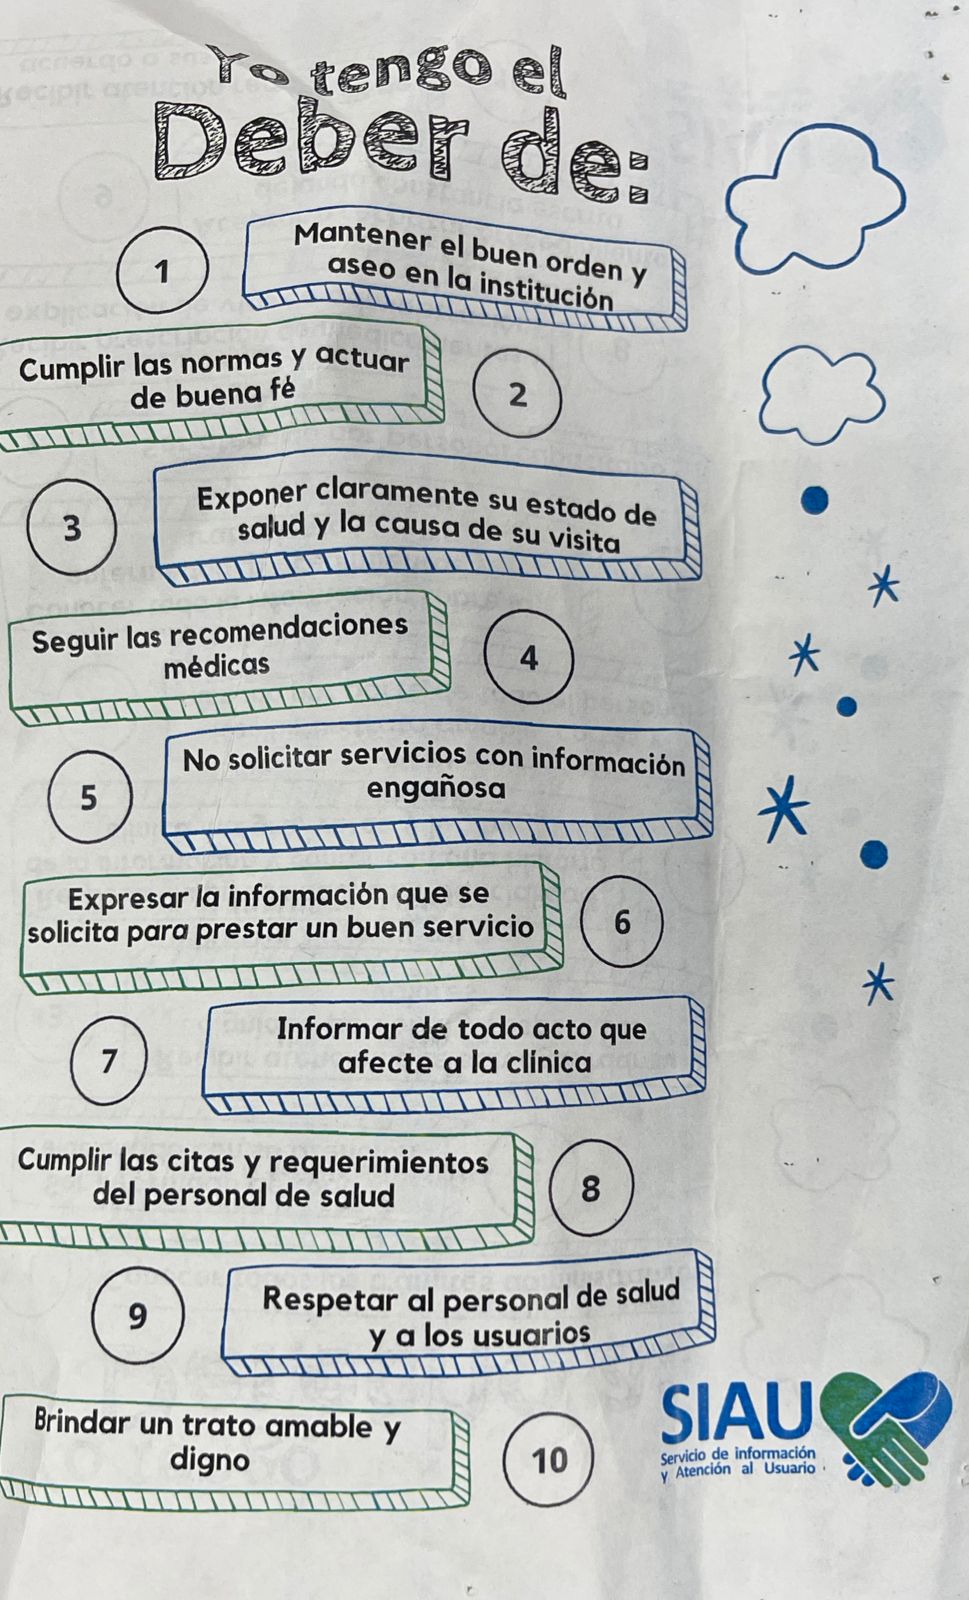 Yo tengo el
Deber de:
1
Mantener el buen orden y
aseo en la institución
Cumplir las normas y actuar
de buena fé
2
3
Exponer claramente su estado de
salud y la causa de su visita
Seguir las recomendaciones
médicas
4
5
No solicitar servicios con información
engañosa
Expresar la información que se
solicita para prestar un buen servicio
6
7
Informar de todo acto que
afecte a la clínica
Cumplir las citas y requerimientos
del personal de salud
8
9
Respetar al personal de salud
y a los usuarios
Brindar un trato amable y
digno
10
SIAU
Servicio de información
y Atención al Usuario